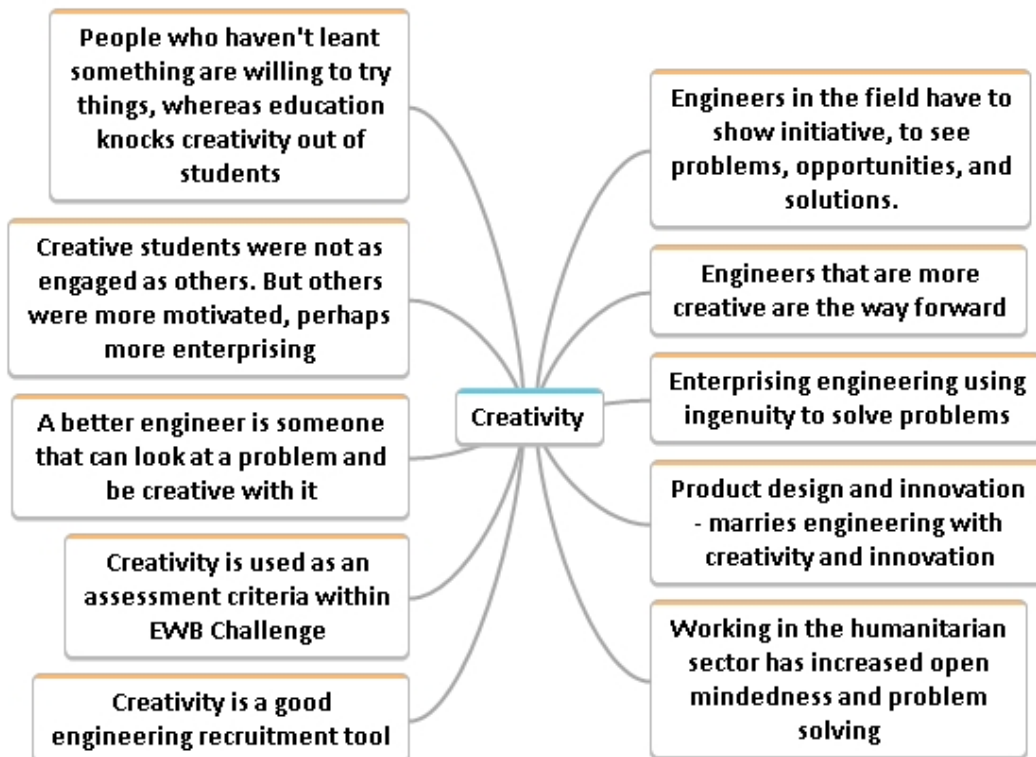 People who haven't leant
something are willing to try
things, whereas education
knocks creativity out of
students
Creative students were not as
engaged as others. But others
were more motivated, perhaps
more enterprising
A better engineer is someone
that can look at a problem and
be creative with it
Creativity is used as an
assessment criteria within
EWB Challenge
Creativity is a good
engineering recruitment tool
Creativity
Engineers in the field have to
show initiative, to see
problems, opportunities, and
solutions.
Engineers that are more
creative are the way forward
Enterprising engineering using
ingenuity to solve problems
Product design and innovation
- marries engineering with
creativity and innovation
Working in the humanitarian
sector has increased open
mindedness and problem
solving